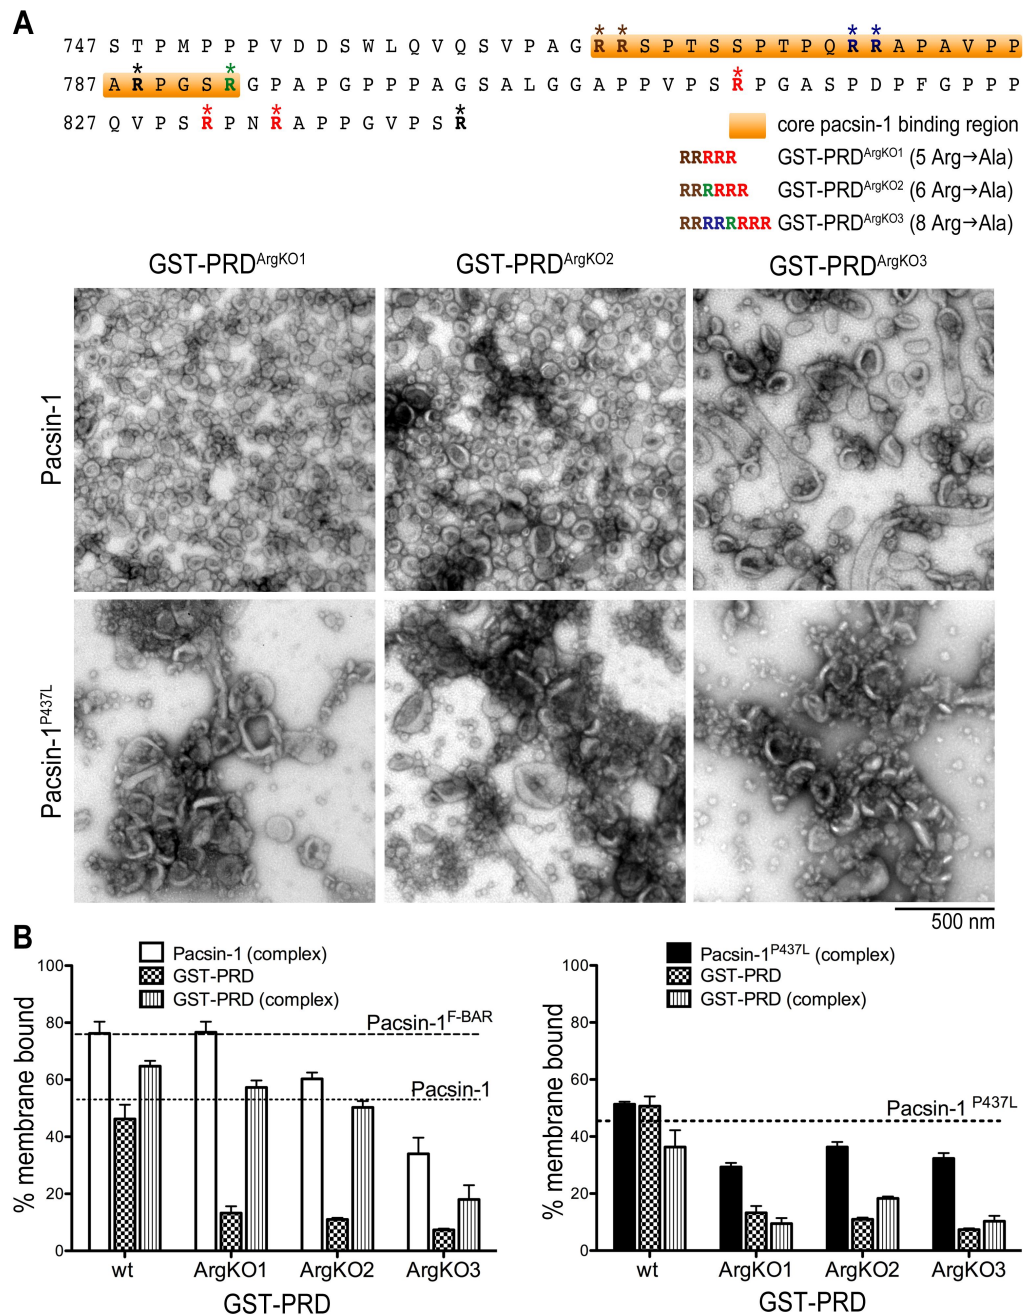 A
* * * *
747 S T P M P P P V D D S W L Q V Q S V P A G R R S P T S S P T P Q R R A P A V P P
* * *
787 A R P G S R G P A P G P P P A G S A L G G A P P V P S R P G A S P D P F G P P P
* * *
827 Q V P S R P N R A P P G V P S R
core pacsin-1 binding region
RRRRR GST-PRD^ArgKO1 (5 Arg→Ala)
RRRRRR GST-PRD^ArgKO2 (6 Arg→Ala)
RRRRRRRR GST-PRD^ArgKO3 (8 Arg→Ala)
GST-PRD^ArgKO1 GST-PRD^ArgKO2 GST-PRD^ArgKO3
Pacsin-1
Pacsin-1^P437L
500 nm
B
Pacsin-1 (complex)
GST-PRD
GST-PRD (complex)
% membrane bound
100
80
60
40
20
0
Pacsin-1^F-BAR
Pacsin-1
wt ArgKO1 ArgKO2 ArgKO3
GST-PRD
Pacsin-1^P437L (complex)
GST-PRD
GST-PRD (complex)
% membrane bound
100
80
60
40
20
0
Pacsin-1^P437L
wt ArgKO1 ArgKO2 ArgKO3
GST-PRD